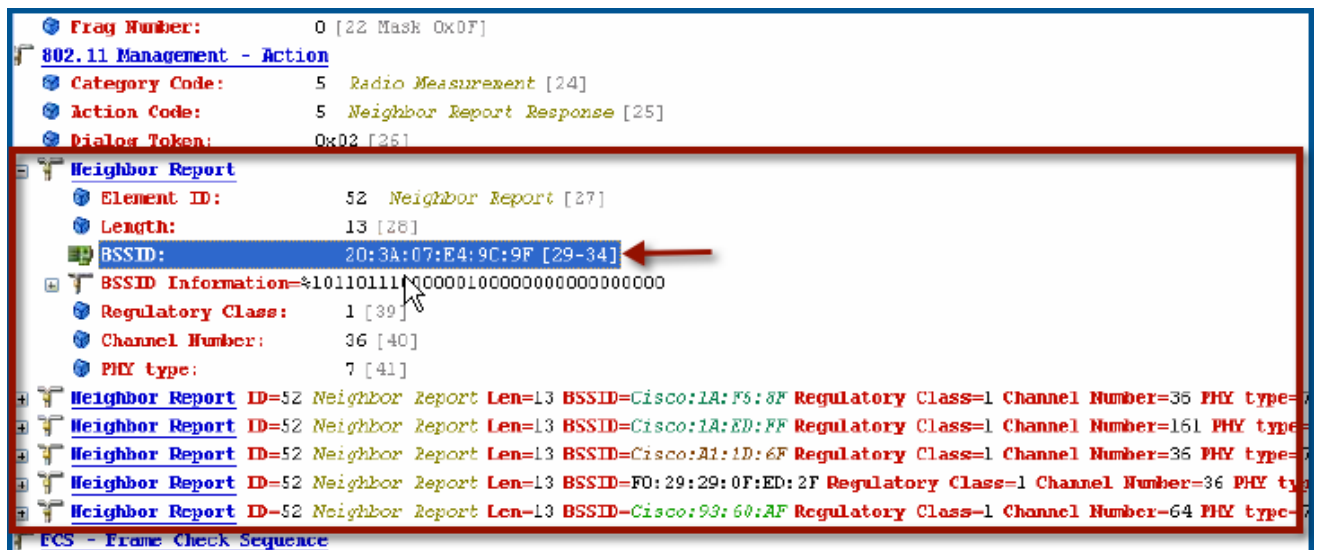 Frag Number: 0 [22 Mask 0x0F]
802.11 Management - Action
Category Code: 5 Radio Measurement [24]
Action Code: 5 Neighbor Report Response [25]
Dialog Token: 0x02 [26]
Neighbor Report
Element ID: 52 Neighbor Report [27]
Length: 13 [28]
BSSID: 20:3A:07:E4:9C:9F [29-34]
BSSID Information=
Regulatory Class: 1 [39]
Channel Number: 36 [40]
PHY type: 7 [41]
Neighbor Report ID=52 Neighbor Report Len=13 BSSID=Cisco:1A:F5:8F Regulatory Class=1 Channel Number=36 PHY type=7
Neighbor Report ID=52 Neighbor Report Len=13 BSSID=Cisco:1A:ED:FF Regulatory Class=1 Channel Number=161 PHY type=
Neighbor Report ID=52 Neighbor Report Len=13 BSSID=Cisco:A1:1D:6F Regulatory Class=1 Channel Number=36 PHY type=7
Neighbor Report ID=52 Neighbor Report Len=13 BSSID=F0:29:29:0F:ED:2F Regulatory Class=1 Channel Number=36 PHY ty
Neighbor Report ID=52 Neighbor Report Len=13 BSSID=Cisco:93:60:AF Regulatory Class=1 Channel Number=64 PHY type=7
FCS - Frame Check Sequence